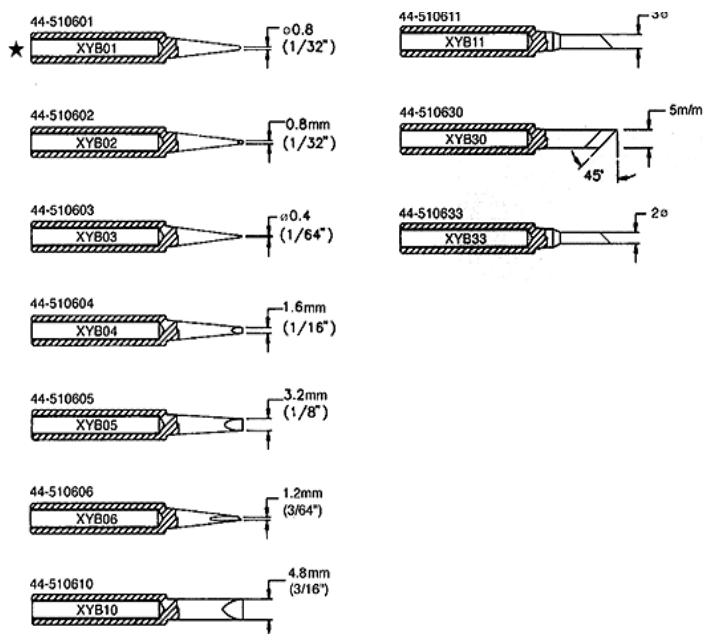 44-510601
★ XYB01
ø0.8
(1/32")
44-510602
XYB02
0.8mm
(1/32")
44-510603
XYB03
ø0.4
(1/64")
44-510604
XYB04
1.6mm
(1/16")
44-510605
XYB05
3.2mm
(1/8")
44-510606
XYB06
1.2mm
(3/64")
44-510610
XYB10
4.8mm
(3/16")
44-510611
XYB11
3ø
44-510630
XYB30
5m/m
45°
44-510633
XYB33
2ø